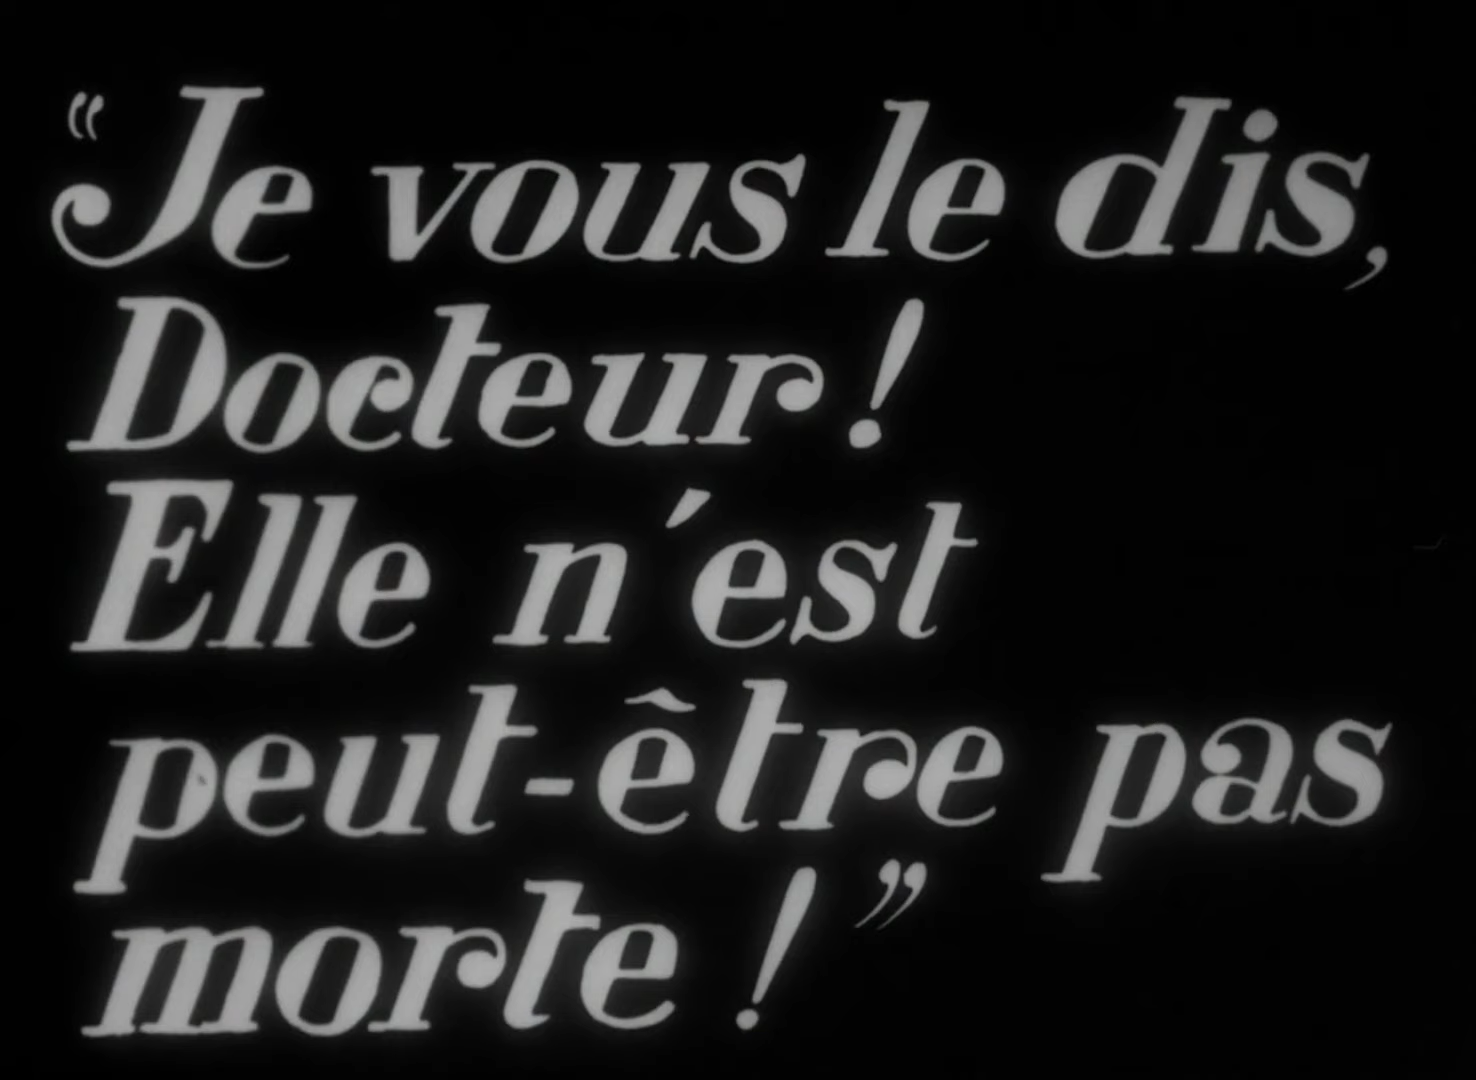 “Je vous le dis,
Docteur !
Elle n'est
peut-être pas
morte ! ”